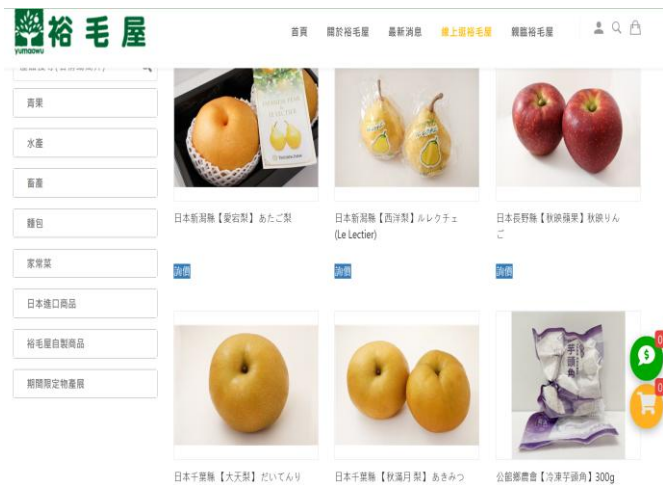 裕毛屋
yumaowu
首頁 關於裕毛屋 最新消息 線上逛裕毛屋 親臨裕毛屋
青果
水產
畜產
麵包
家常菜
日本進口商品
裕毛屋自製商品
期間限定物產展
日本新潟縣【愛宕梨】あたご梨
日本新潟縣【西洋梨】ルレクチェ
(Le Lectier)
日本長野縣【秋映蘋果】秋映りん
ご
詢價
詢價
詢價
芋頭角
0
0
日本千葉縣【大天梨】だいてんり
日本千葉縣【秋滿月梨】あきみつ
公館鄉農會【冷凍芋頭角】300g